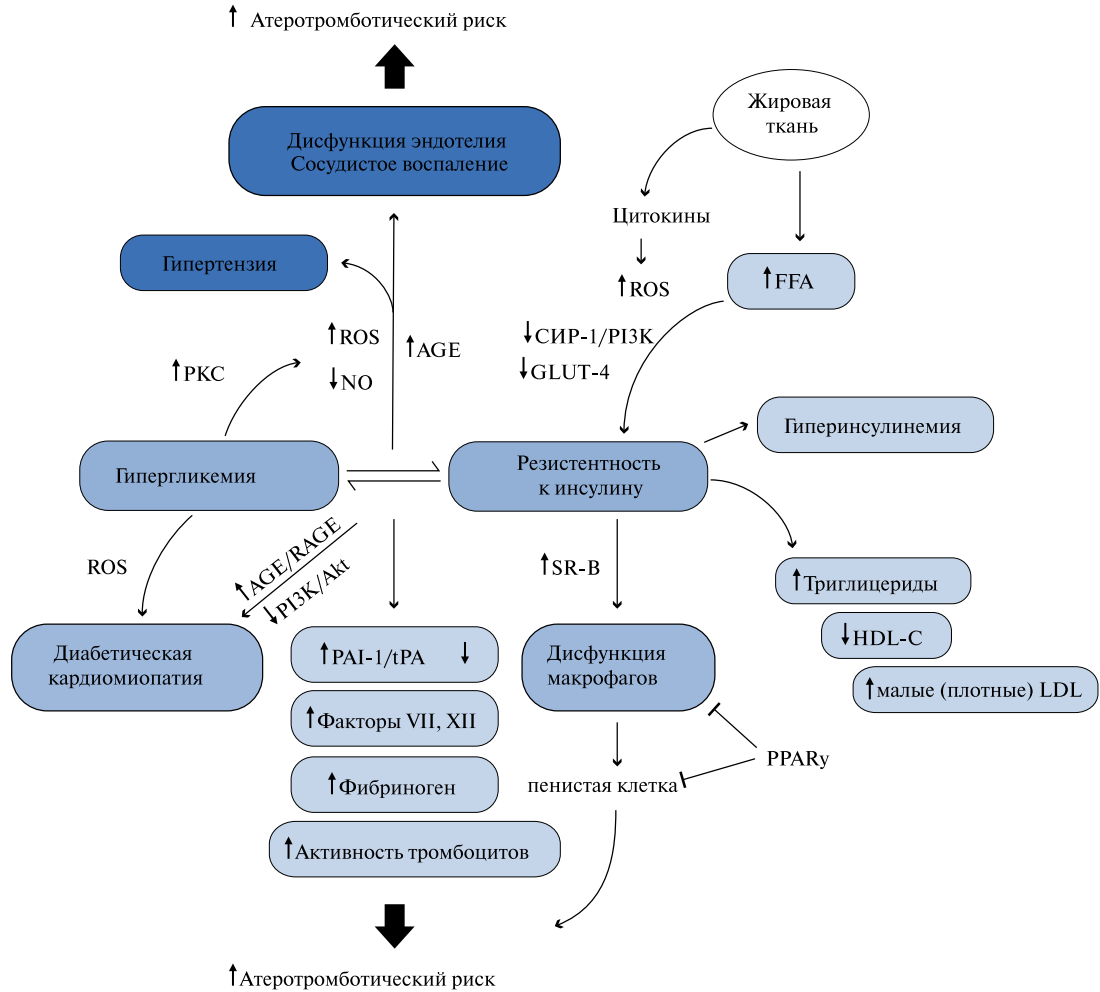 ↑ Атеротромботический риск
Жировая
ткань
Дисфункция эндотелия
Сосудистое воспаление
Цитокины
Гипертензия
↑FFA
↑ROS
↑ROS
↓СИР-1/PI3K
↑AGE
↑PKC
↓NO
↓GLUT-4
Гиперинсулинемия
Гипергликемия
Резистентность
к инсулину
ROS
↑AGE/RAGE
↓PI3K/Akt
↑SR-B
↑Триглицериды
↓HDL-C
↑малые (плотные) LDL
Диабетическая
кардиомиопатия
↑PAI-1/tPA ↓
Дисфункция
макрофагов
↑Факторы VII, XII
PPARy
↑Фибриноген
пенистая клетка
↑Активность тромбоцитов
↑Атеротромботический риск